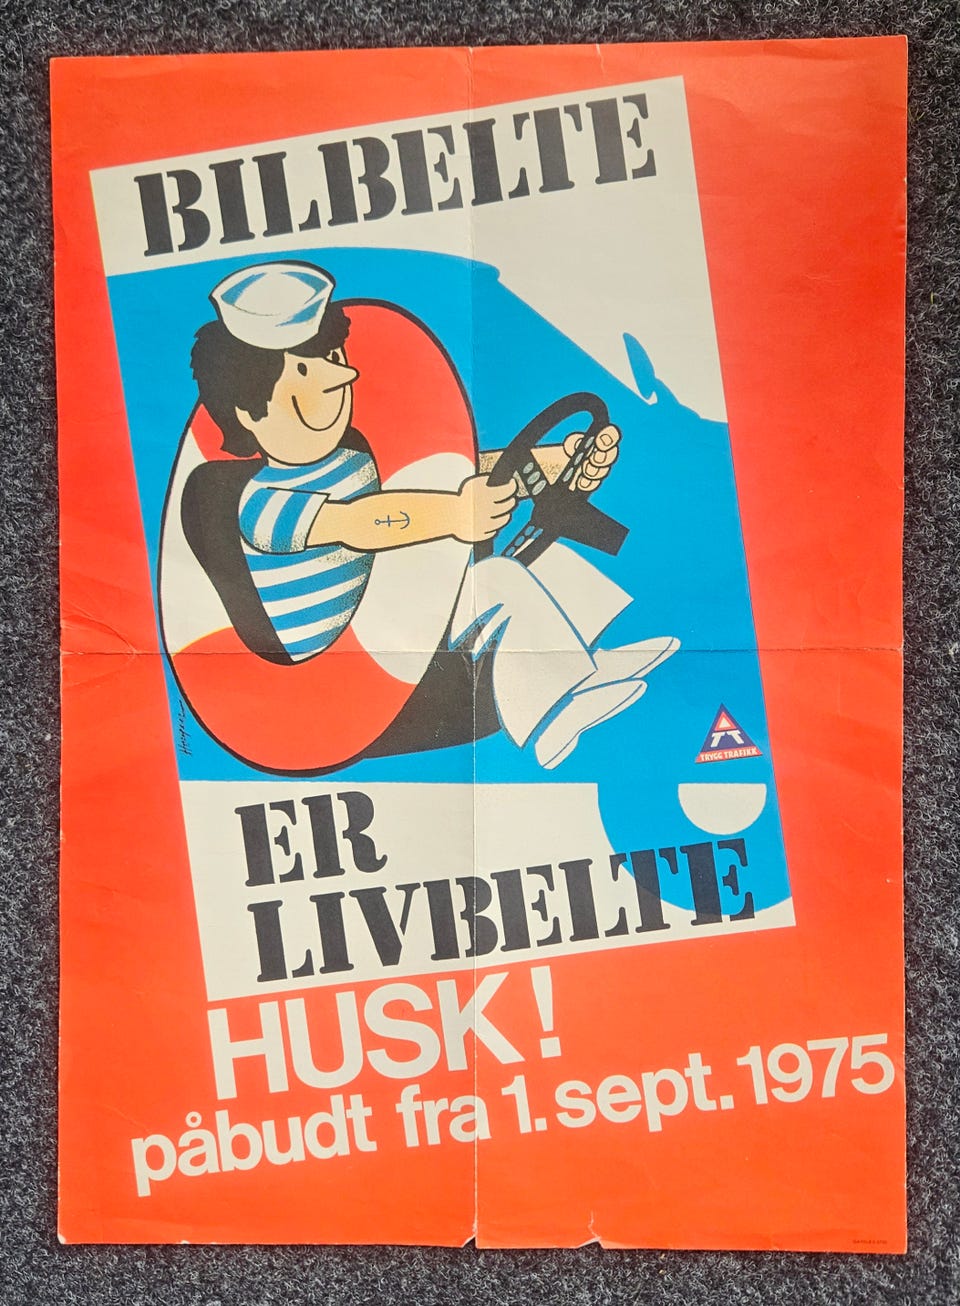 BILBELTE
TRYGG TRAFIKK
ER
LIVBELTE
HUSK!
påbudt fra 1. sept. 1975